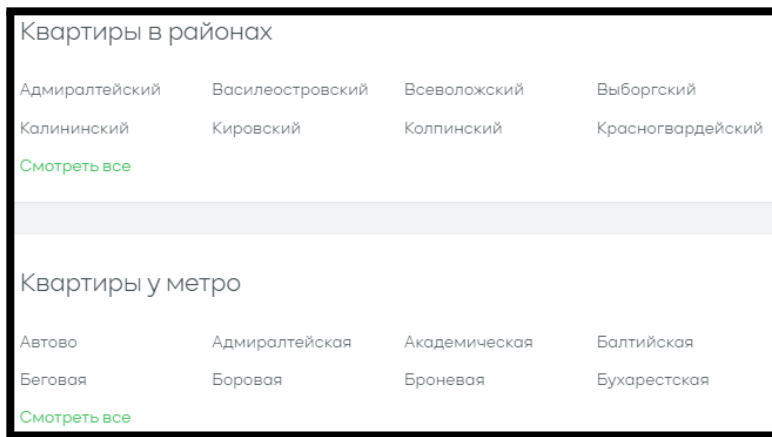 Квартиры в районах
Адмиралтейский Василеостровский Всеволожский Выборгский
Калининский Кировский Колпинский Красногвардейский
Смотреть все
Квартиры у метро
Автово Адмиралтейская Академическая Балтийская
Беговая Боровая Броневая Бухарестская
Смотреть все